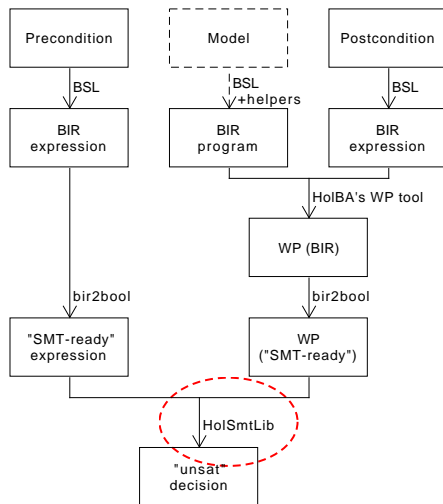 Precondition
Model
Postcondition
BSL
BSL
+helpers
BSL
BIR
expression
BIR
program
BIR
expression
HolBA's WP tool
WP (BIR)
bir2bool
bir2bool
"SMT-ready"
expression
WP
("SMT-ready")
HolSmtLib
"unsat"
decision